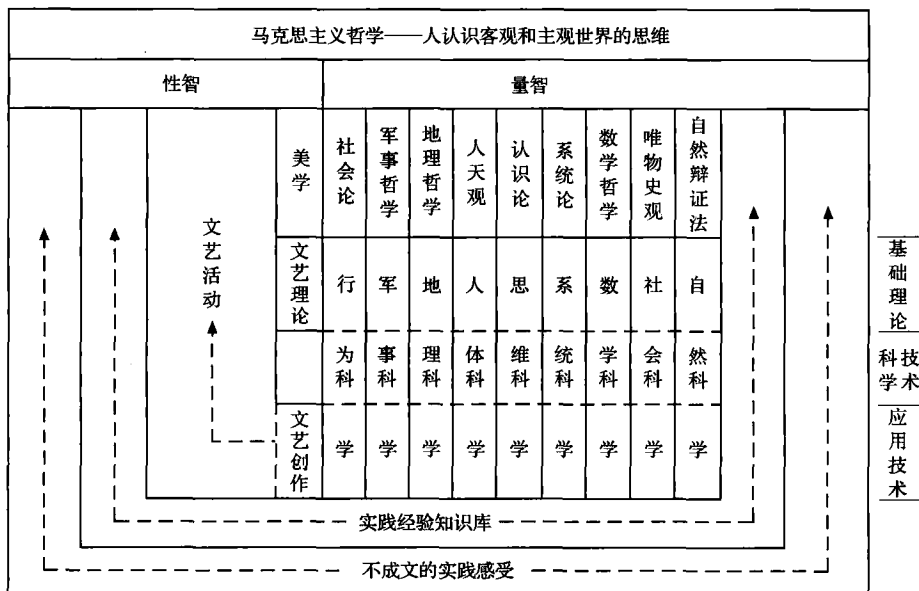 马克思主义哲学——人认识客观和主观世界的思维
性智
量智
文艺活动
美学
文艺理论
文艺创作
社会论
行为科学
军事哲学
军事科学
地理哲学
地理科学
人天观
人体科学
认识论
思维科学
系统论
系统科学
数学哲学
数学科学
唯物史观
社会科学
自然辩证法
自然科学
基础理论
技术科学
应用技术
实践经验知识库
不成文的实践感受